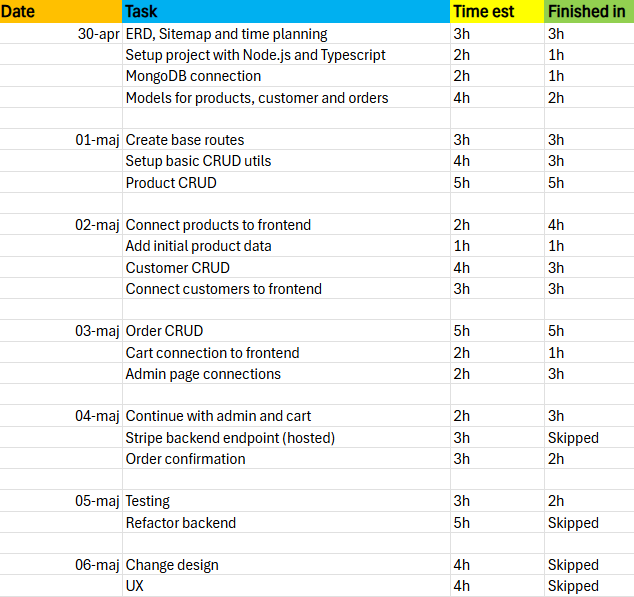 Date Task Time est Finished in
30-apr ERD, Sitemap and time planning 3h 3h
Setup project with Node.js and Typescript 2h 1h
MongoDB connection 2h 1h
Models for products, customer and orders 4h 2h
01-maj Create base routes 3h 3h
Setup basic CRUD utils 4h 3h
Product CRUD 5h 5h
02-maj Connect products to frontend 2h 4h
Add initial product data 1h 1h
Customer CRUD 4h 3h
Connect customers to frontend 3h 3h
03-maj Order CRUD 5h 5h
Cart connection to frontend 2h 1h
Admin page connections 2h 3h
04-maj Continue with admin and cart 2h 3h
Stripe backend endpoint (hosted) 3h Skipped
Order confirmation 3h 2h
05-maj Testing 3h 2h
Refactor backend 5h Skipped
06-maj Change design 4h Skipped
UX 4h Skipped